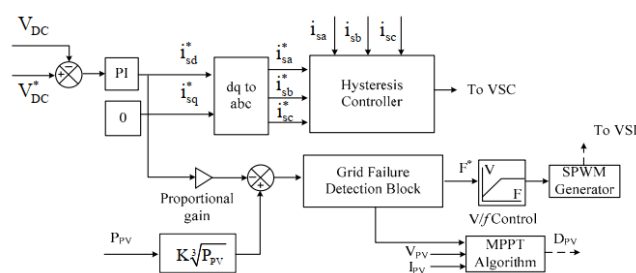 V_DC
V*_DC
PI
0
i*_sd
i*_sq
dq to
abc
i*_sa
i*_sb
i*_sc
i_sa
i_sb
i_sc
Hysteresis
Controller
To VSC
Proportional
gain
Grid Failure
Detection Block
F*
V
F
V/f Control
To VSI
SPWM
Generator
P_PV
K∛P_PV
V_PV
I_PV
MPPT
Algorithm
D_PV